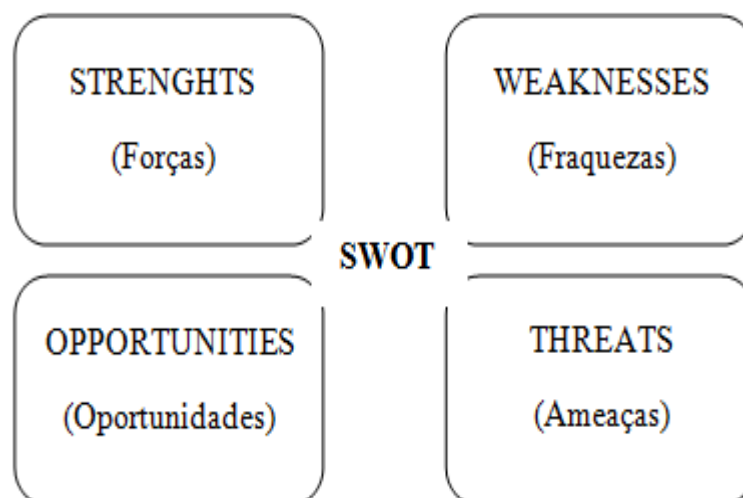 STRENGHTS
(Forças)
WEAKNESSES
(Fraquezas)
SWOT
OPPORTUNITIES
(Oportunidades)
THREATS
(Ameaças)